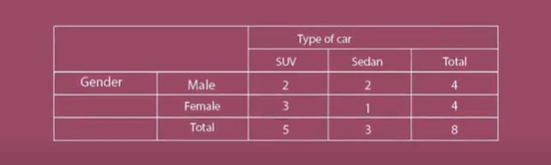 Type of car
SUV Sedan Total
Gender Male 2 2 4
Female 3 1 4
Total 5 3 8